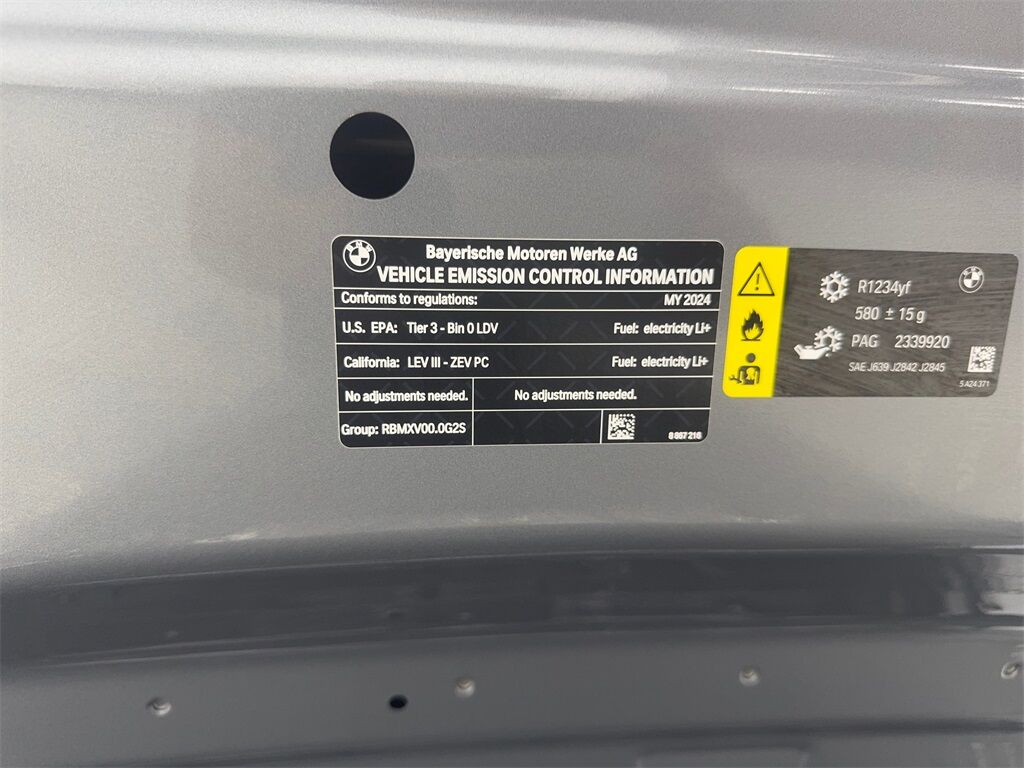 BMW
Bayerische Motoren Werke AG
VEHICLE EMISSION CONTROL INFORMATION
Conforms to regulations: MY 2024
U.S. EPA: Tier 3 - Bin 0 LDV Fuel: electricity Li+
California: LEV III - ZEV PC Fuel: electricity Li+
No adjustments needed. No adjustments needed.
Group: RBMXV00.0G2S
8 867 216
R1234yf
580 ± 15 g
PAG 2339920
SAE J639 J2842 J2845
5 A24 371